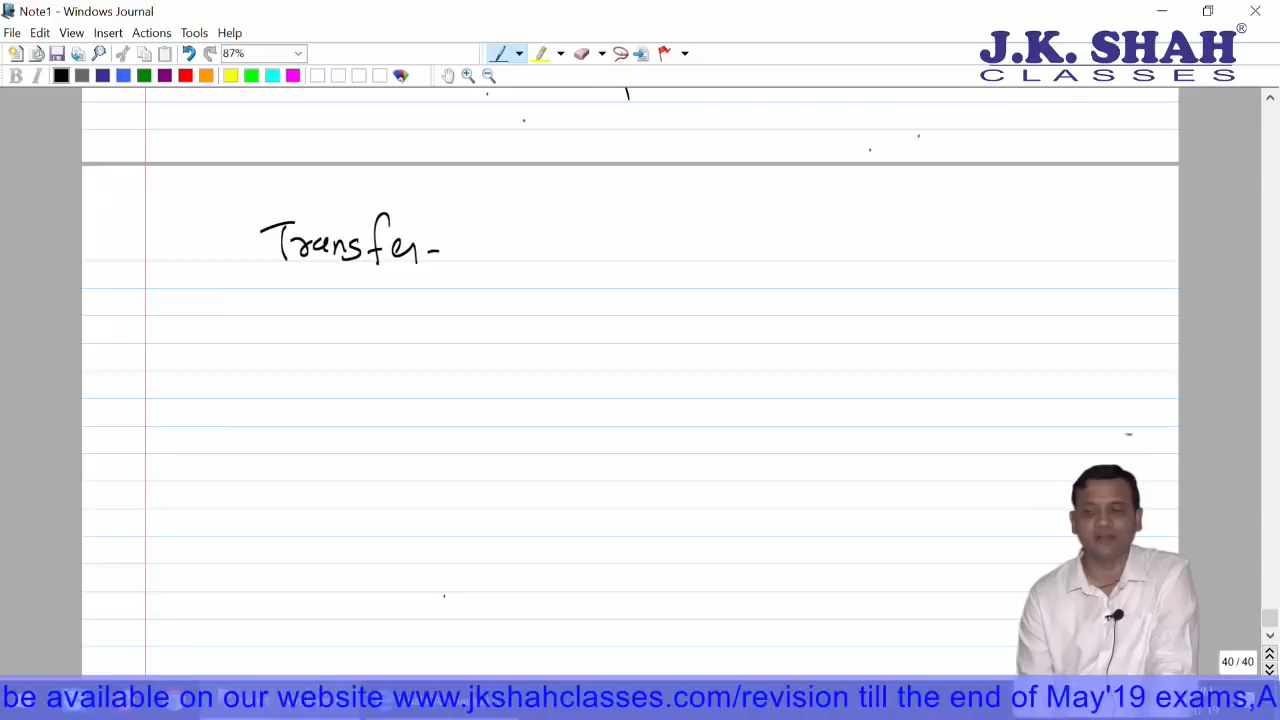 Note1 - Windows Journal
File Edit View Insert Actions Tools Help
87%
B I
J.K. SHAH®
CLASSES
Transfer -
40 / 40
be available on our website www.jkshahclasses.com/revision till the end of May'19 exams,A